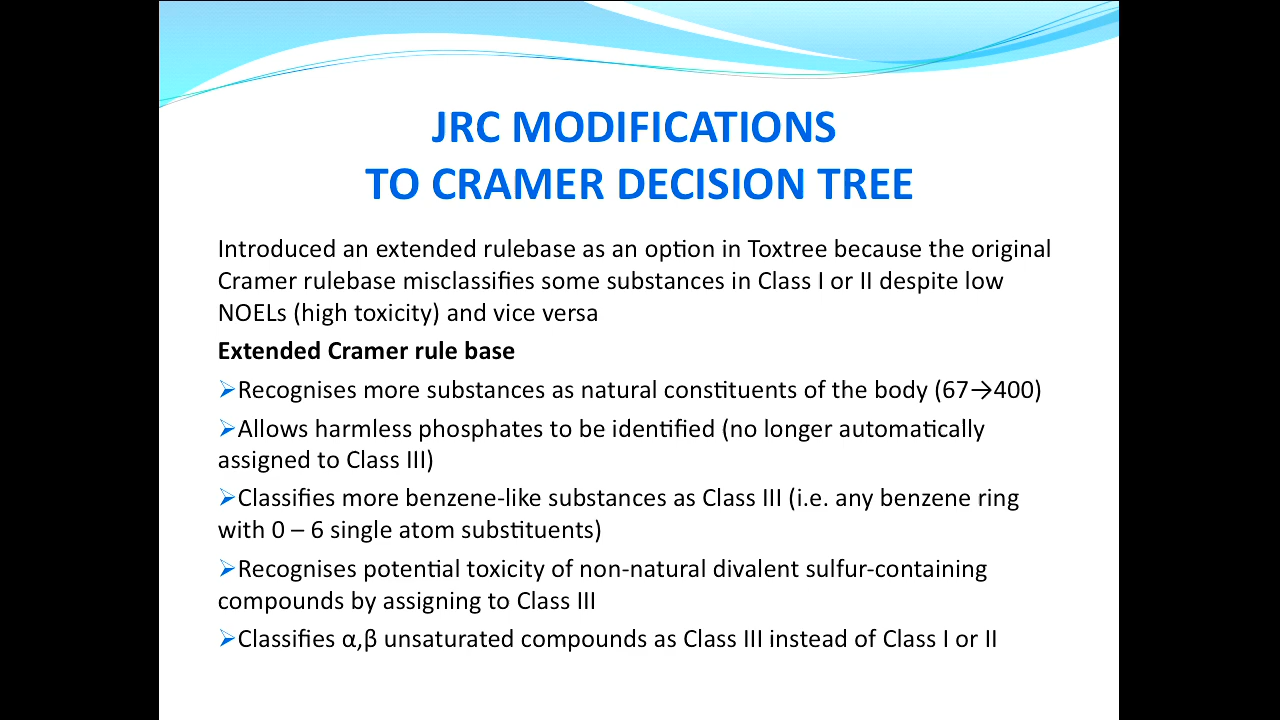 JRC MODIFICATIONS
TO CRAMER DECISION TREE
Introduced an extended rulebase as an option in Toxtree because the original
Cramer rulebase misclassifies some substances in Class I or II despite low
NOELs (high toxicity) and vice versa
Extended Cramer rule base
➢Recognises more substances as natural constituents of the body (67→400)
➢Allows harmless phosphates to be identified (no longer automatically
assigned to Class III)
➢Classifies more benzene-like substances as Class III (i.e. any benzene ring
with 0 – 6 single atom substituents)
➢Recognises potential toxicity of non-natural divalent sulfur-containing
compounds by assigning to Class III
➢Classifies α,β unsaturated compounds as Class III instead of Class I or II